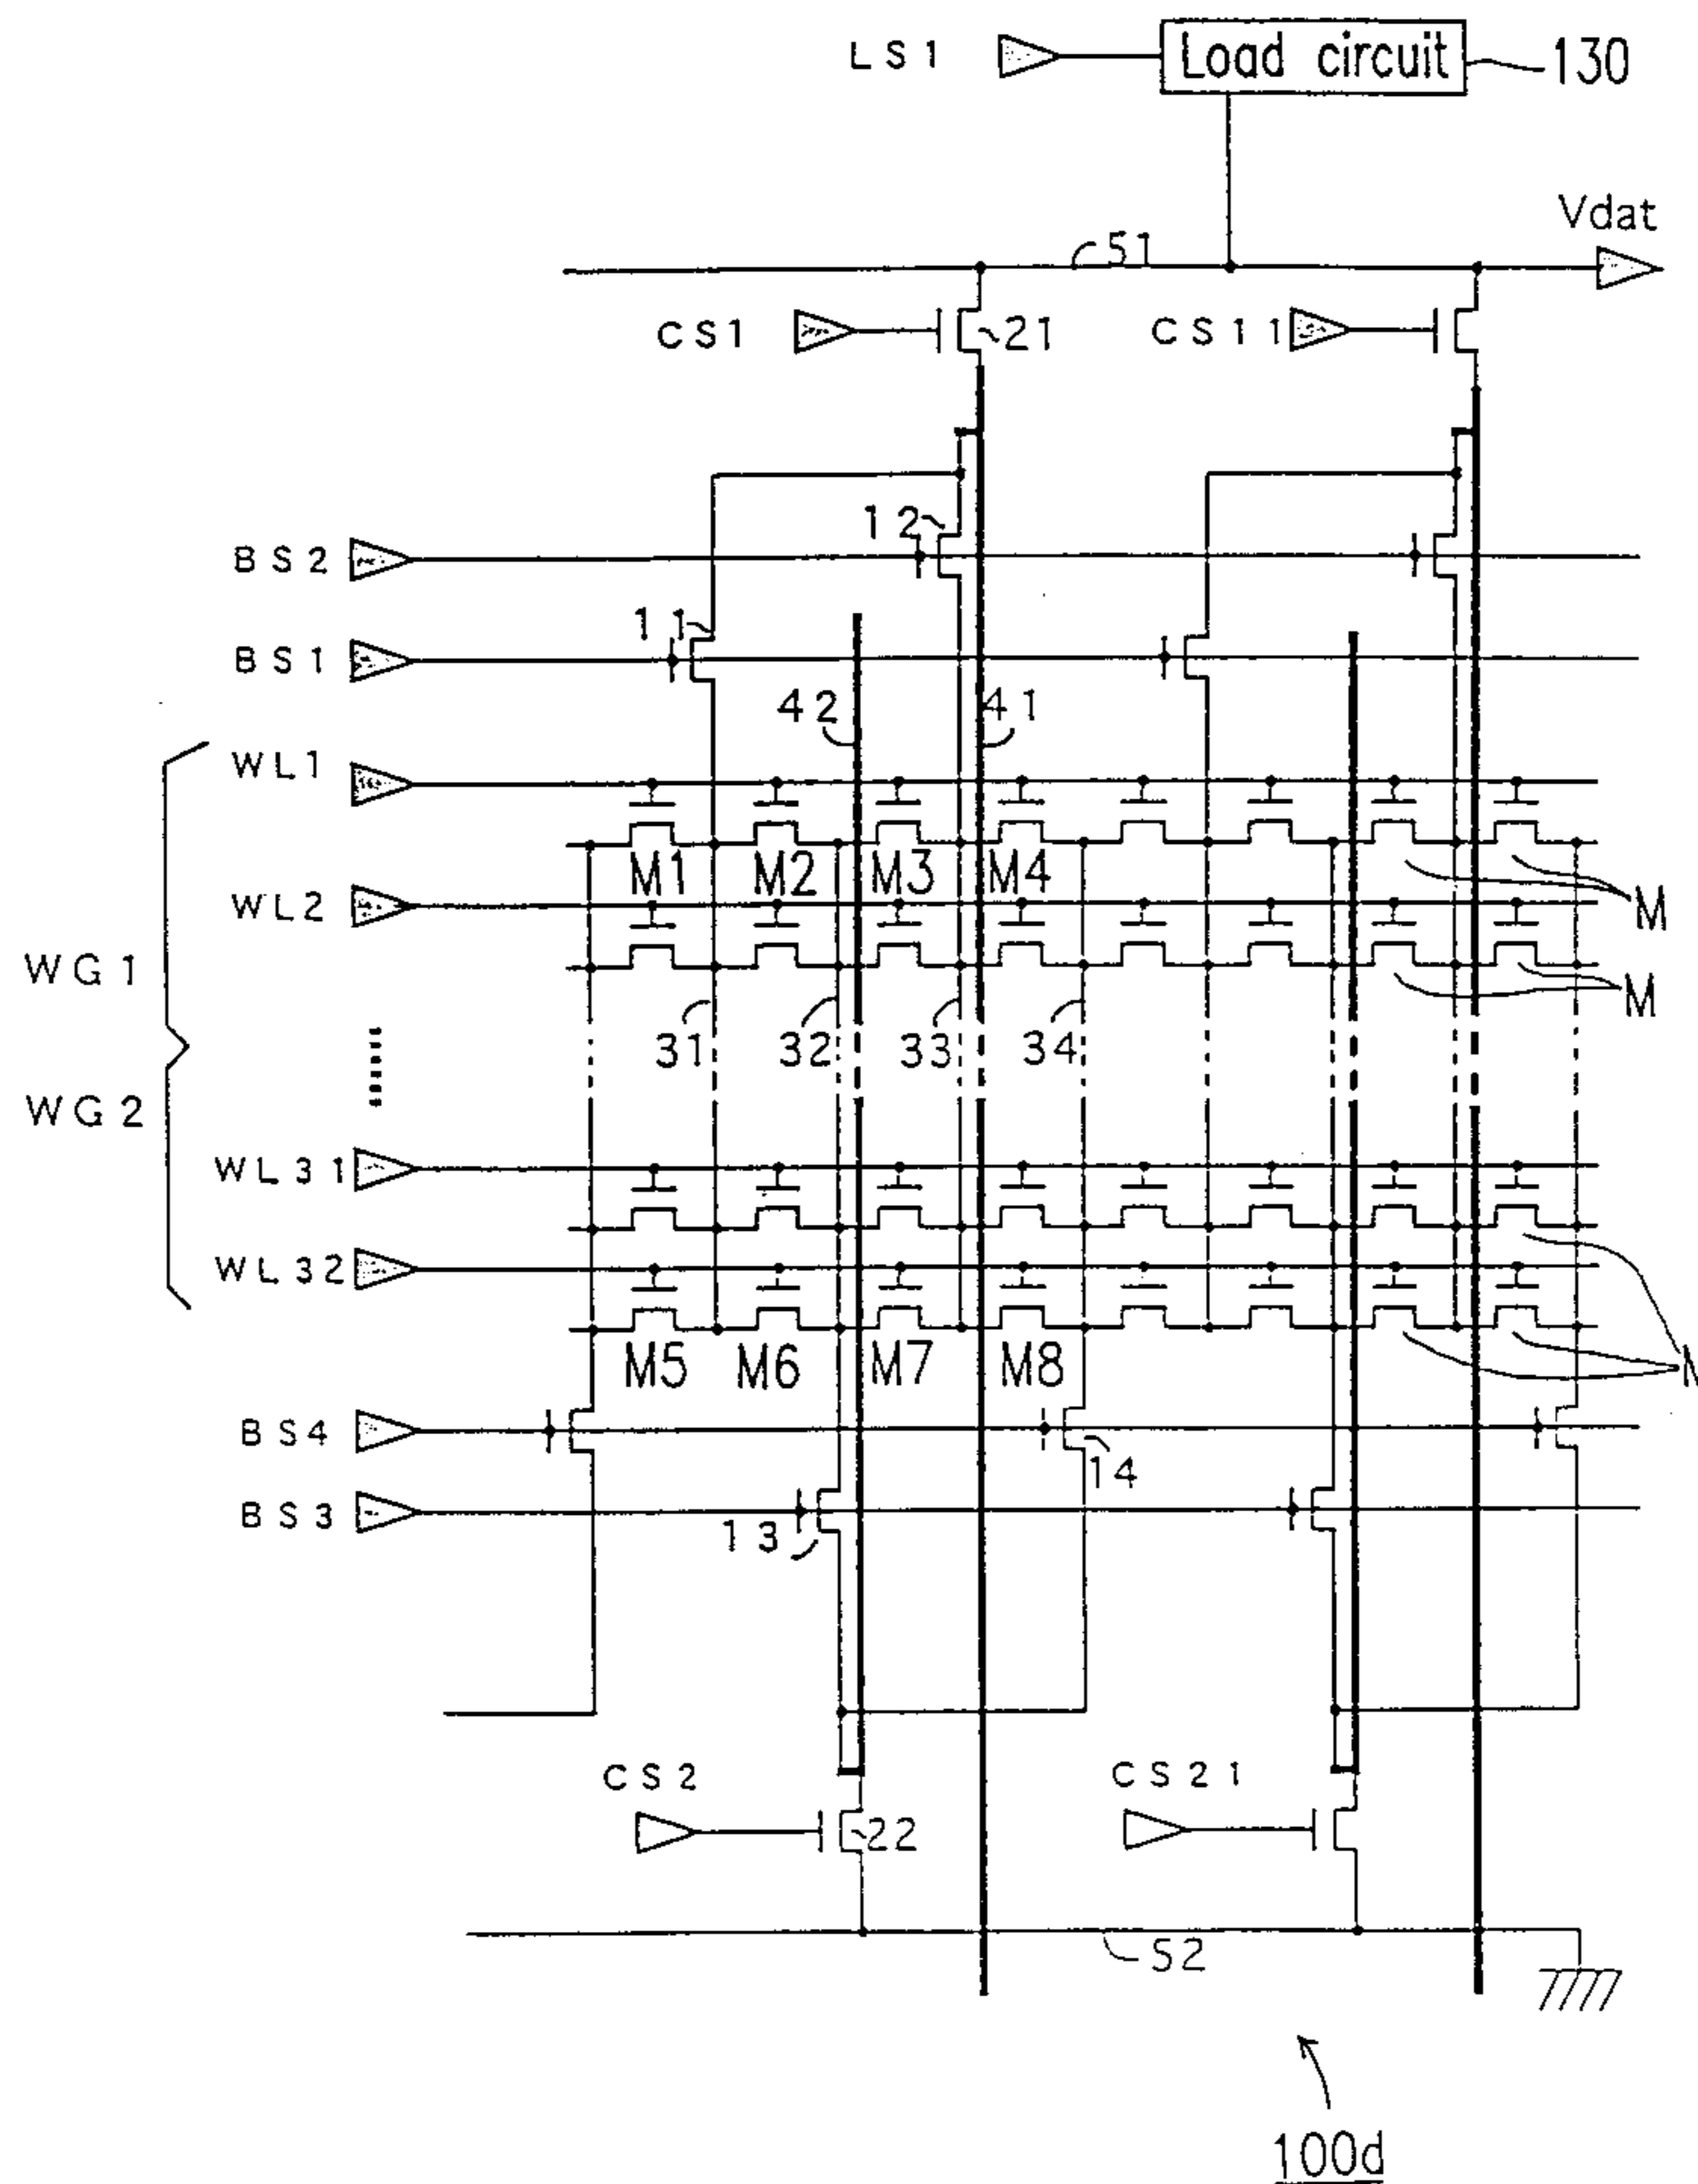 LS1
Load circuit
130
Vdat
51
CS1
21
CS11
12
BS2
11
BS1
42
41
WL1
M1 M2 M3 M4
M
WL2
WG1
M
31 32 33 34
WG2
WL31
WL32
M5 M6 M7 M8
M
BS4
14
BS3
13
CS2
CS21
22
52
100d